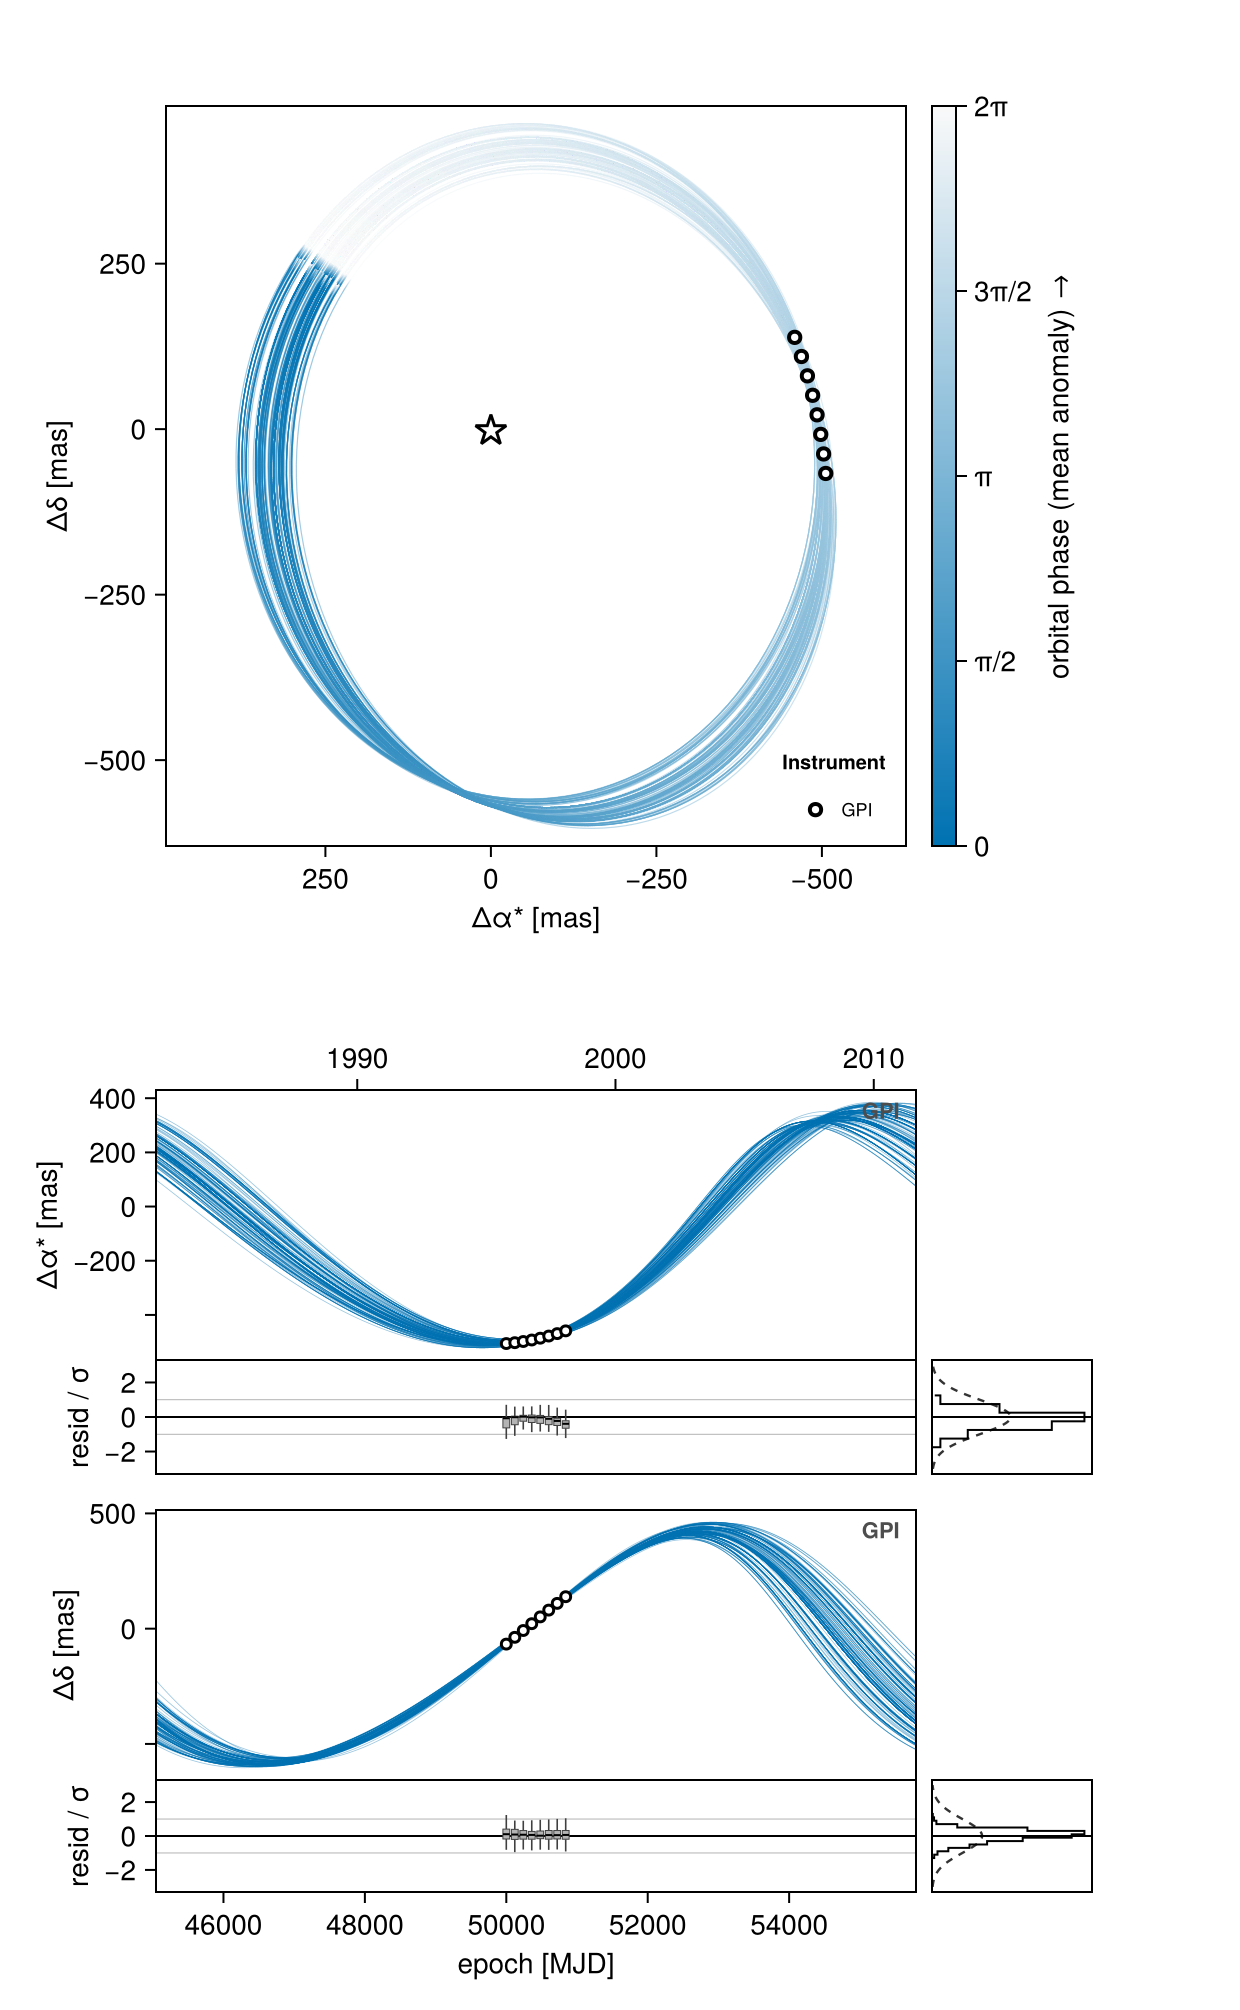 2π
3π/2
π
π/2
0
orbital phase (mean anomaly) →
250
0
−250
−500
Δδ [mas]
Instrument
GPI
250
0
−250
−500
Δα* [mas]
1990
2000
2010
400
200
0
−200
Δα* [mas]
GPI
2
0
−2
resid / σ
500
0
Δδ [mas]
GPI
2
0
−2
resid / σ
46000
48000
50000
52000
54000
epoch [MJD]